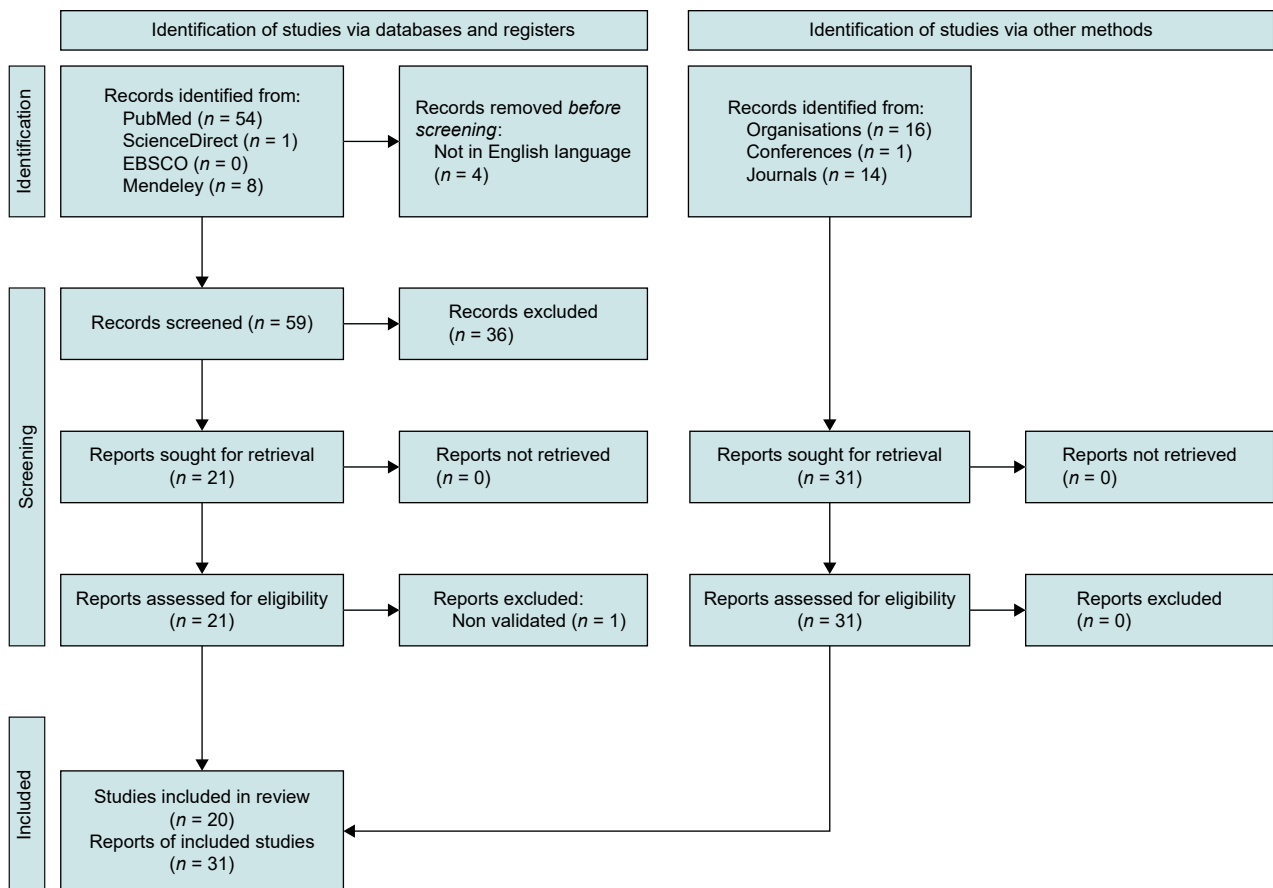 Identification of studies via databases and registers
Identification of studies via other methods
Identification
Records identified from:
PubMed (n = 54)
ScienceDirect (n = 1)
EBSCO (n = 0)
Mendeley (n = 8)
Records removed before
screening:
Not in English language
(n = 4)
Records identified from:
Organisations (n = 16)
Conferences (n = 1)
Journals (n = 14)
Screening
Records screened (n = 59)
Records excluded
(n = 36)
Reports sought for retrieval
(n = 21)
Reports not retrieved
(n = 0)
Reports sought for retrieval
(n = 31)
Reports not retrieved
(n = 0)
Reports assessed for eligibility
(n = 21)
Reports excluded:
Non validated (n = 1)
Reports assessed for eligibility
(n = 31)
Reports excluded
(n = 0)
Included
Studies included in review
(n = 20)
Reports of included studies
(n = 31)